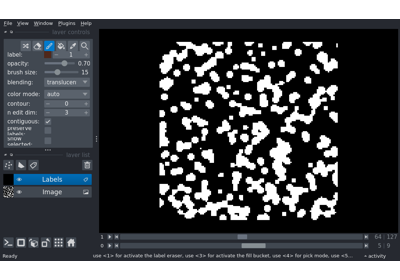 File View Window Plugins Help
layer controls
label: 1
opacity: 0.70
brush size: 15
blending: translucen
color mode: auto
contour: 0
n edit dim: 3
contiguous:
preserve labels:
show selected:
layer list
Labels
Image
1 64 127
0 5 9
Ready use <1> for activate the label eraser, use <3> for activate the fill bucket, use <4> for pick mode, use <5... activity